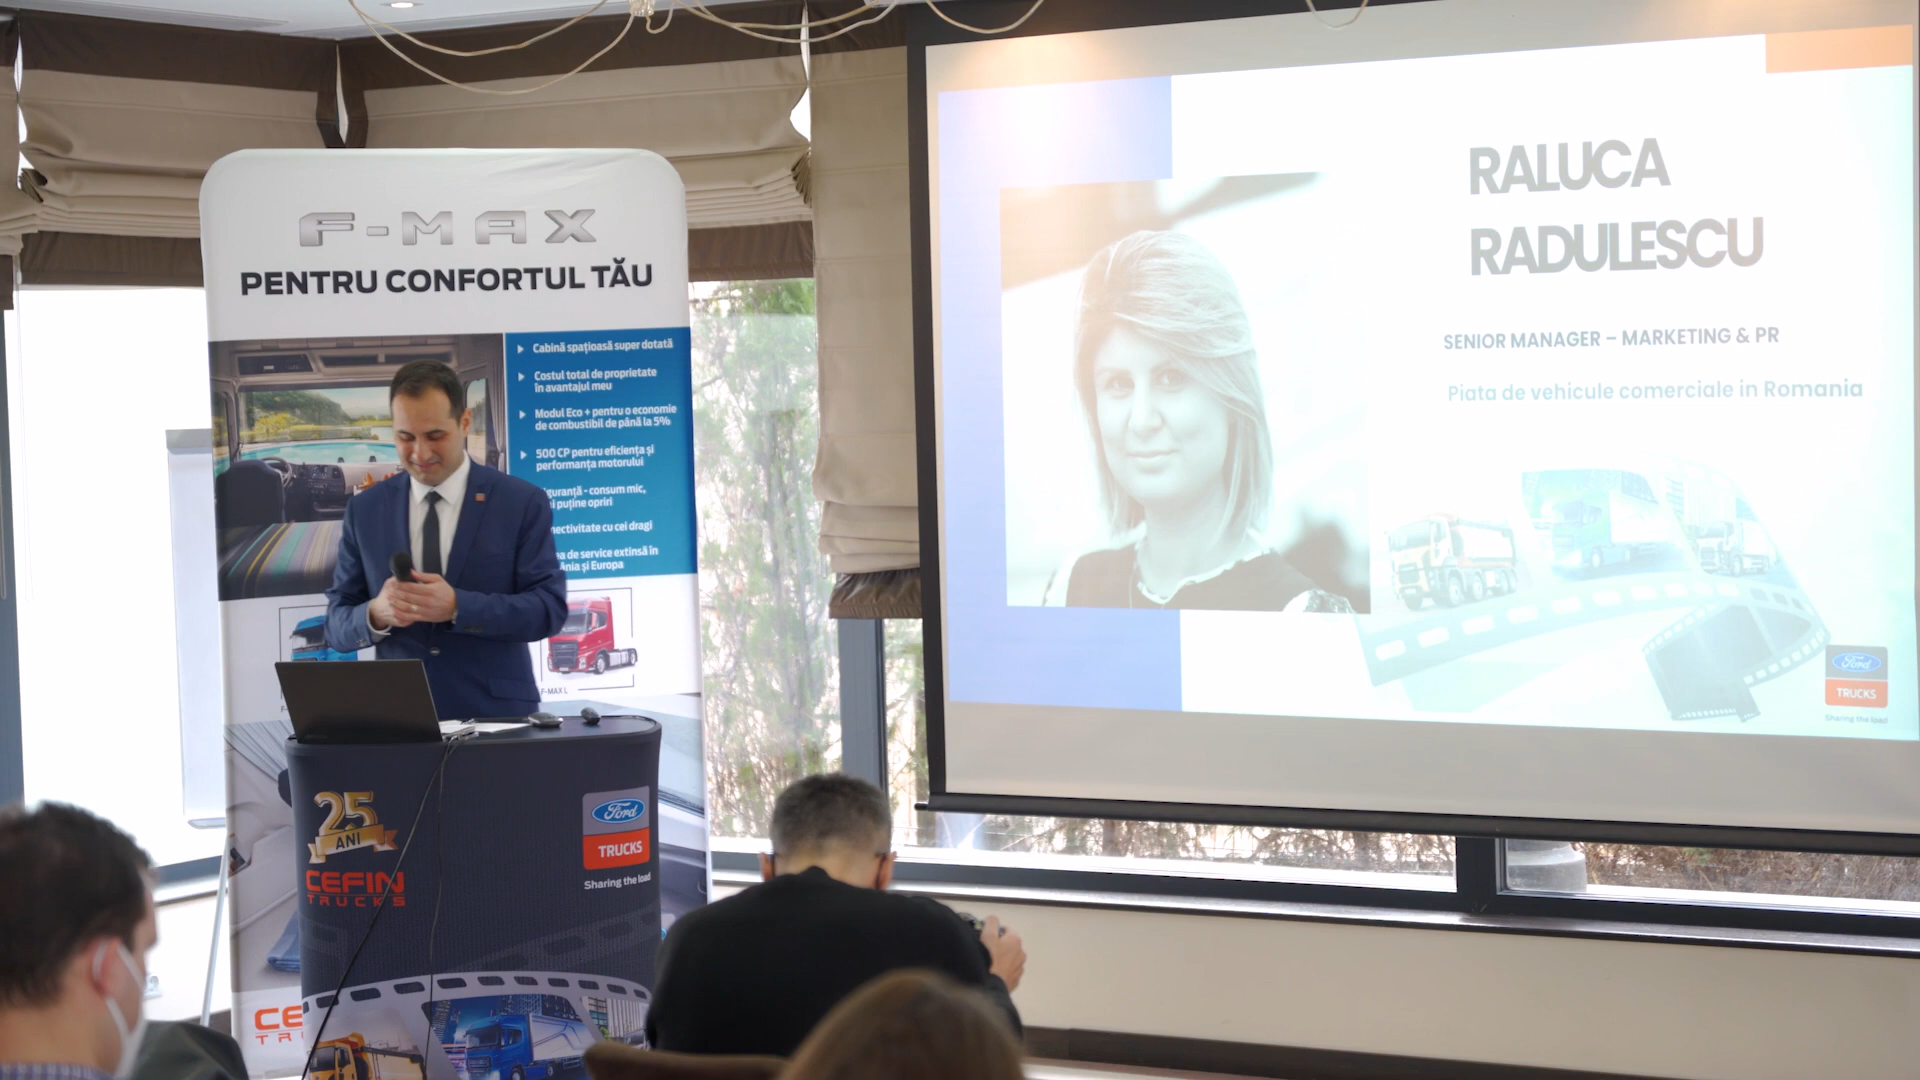 F-MAX
PENTRU CONFORTUL TĂU
Cabină spațioasă super dotată
Costul total de proprietate
în avantajul meu
Modul Eco + pentru o economie
de combustibil de până la 5%
500 CP pentru eficiența și
performanța motorului
consum mic,
puține opriri
cu cei dragi
de service extinsă în
și Europa
F-MAX L
25
ANI
CEFIN
TRUCKS
Ford
TRUCKS
Sharing the load
RALUCA
RADULESCU
SENIOR MANAGER – MARKETING & PR
Piata de vehicule comerciale in Romania
Ford
TRUCKS
Sharing the load